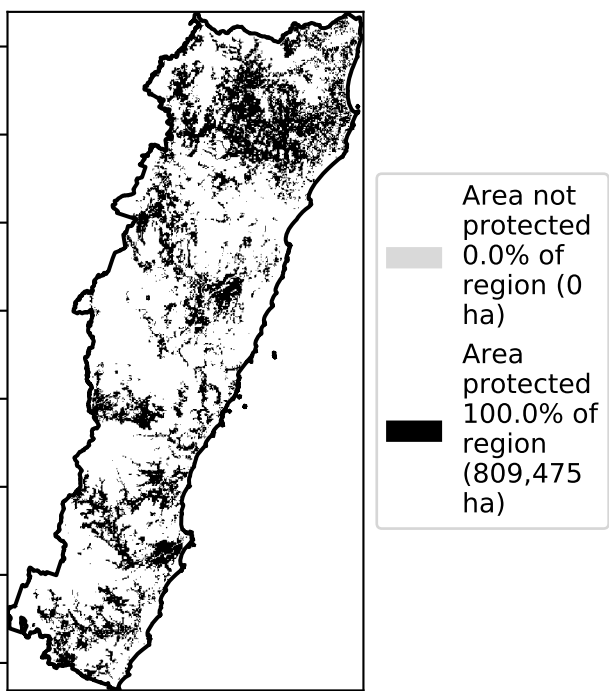 Area not
protected
0.0% of
region (0
ha)
Area
protected
100.0% of
region
(809,475
ha)